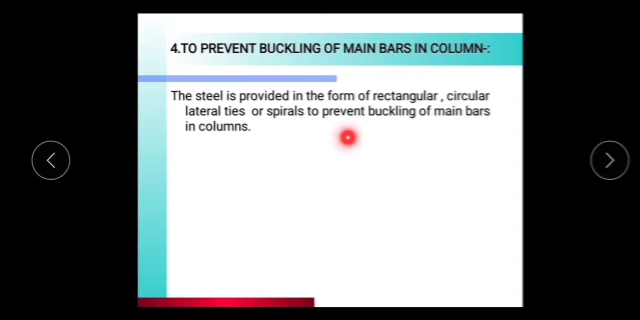 4.TO PREVENT BUCKLING OF MAIN BARS IN COLUMN-:
The steel is provided in the form of rectangular , circular
lateral ties or spirals to prevent buckling of main bars
in columns.